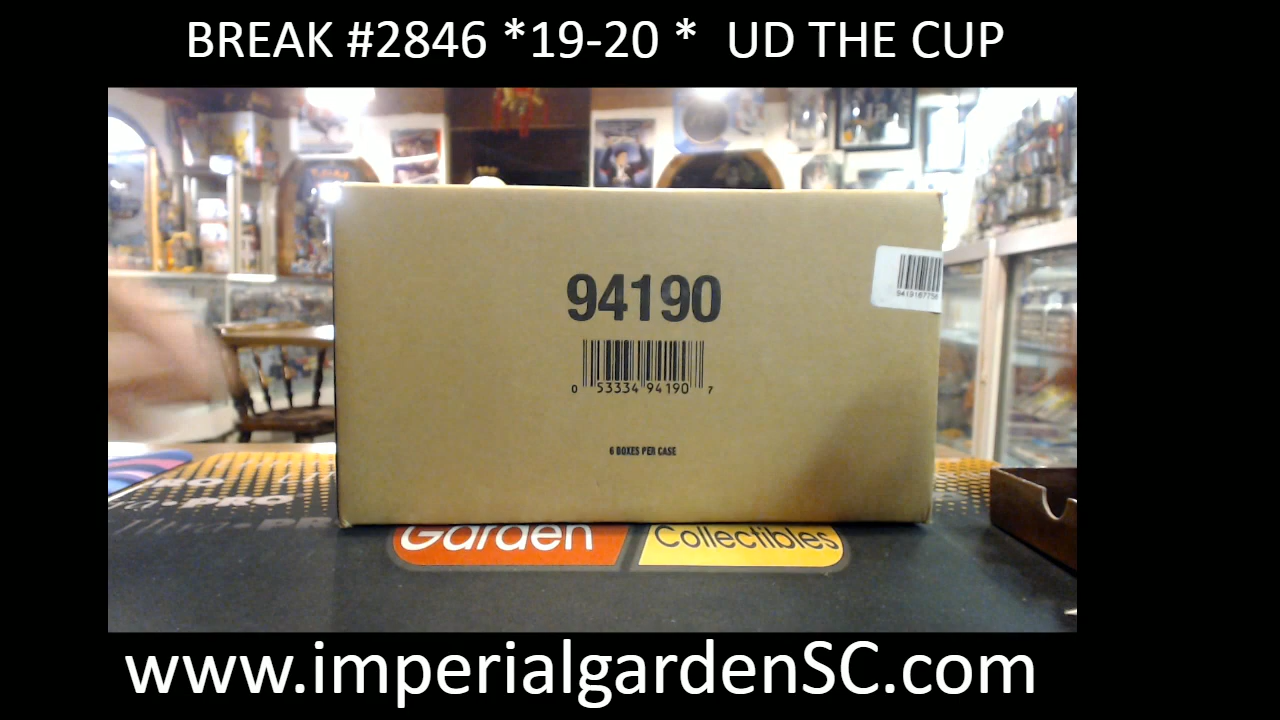 BREAK #2846 *19-20 * UD THE CUP
94190
0 53334 94190 7
6 BOXES PER CASE
PRO
Garden Collectibles
www.imperialgardenSC.com